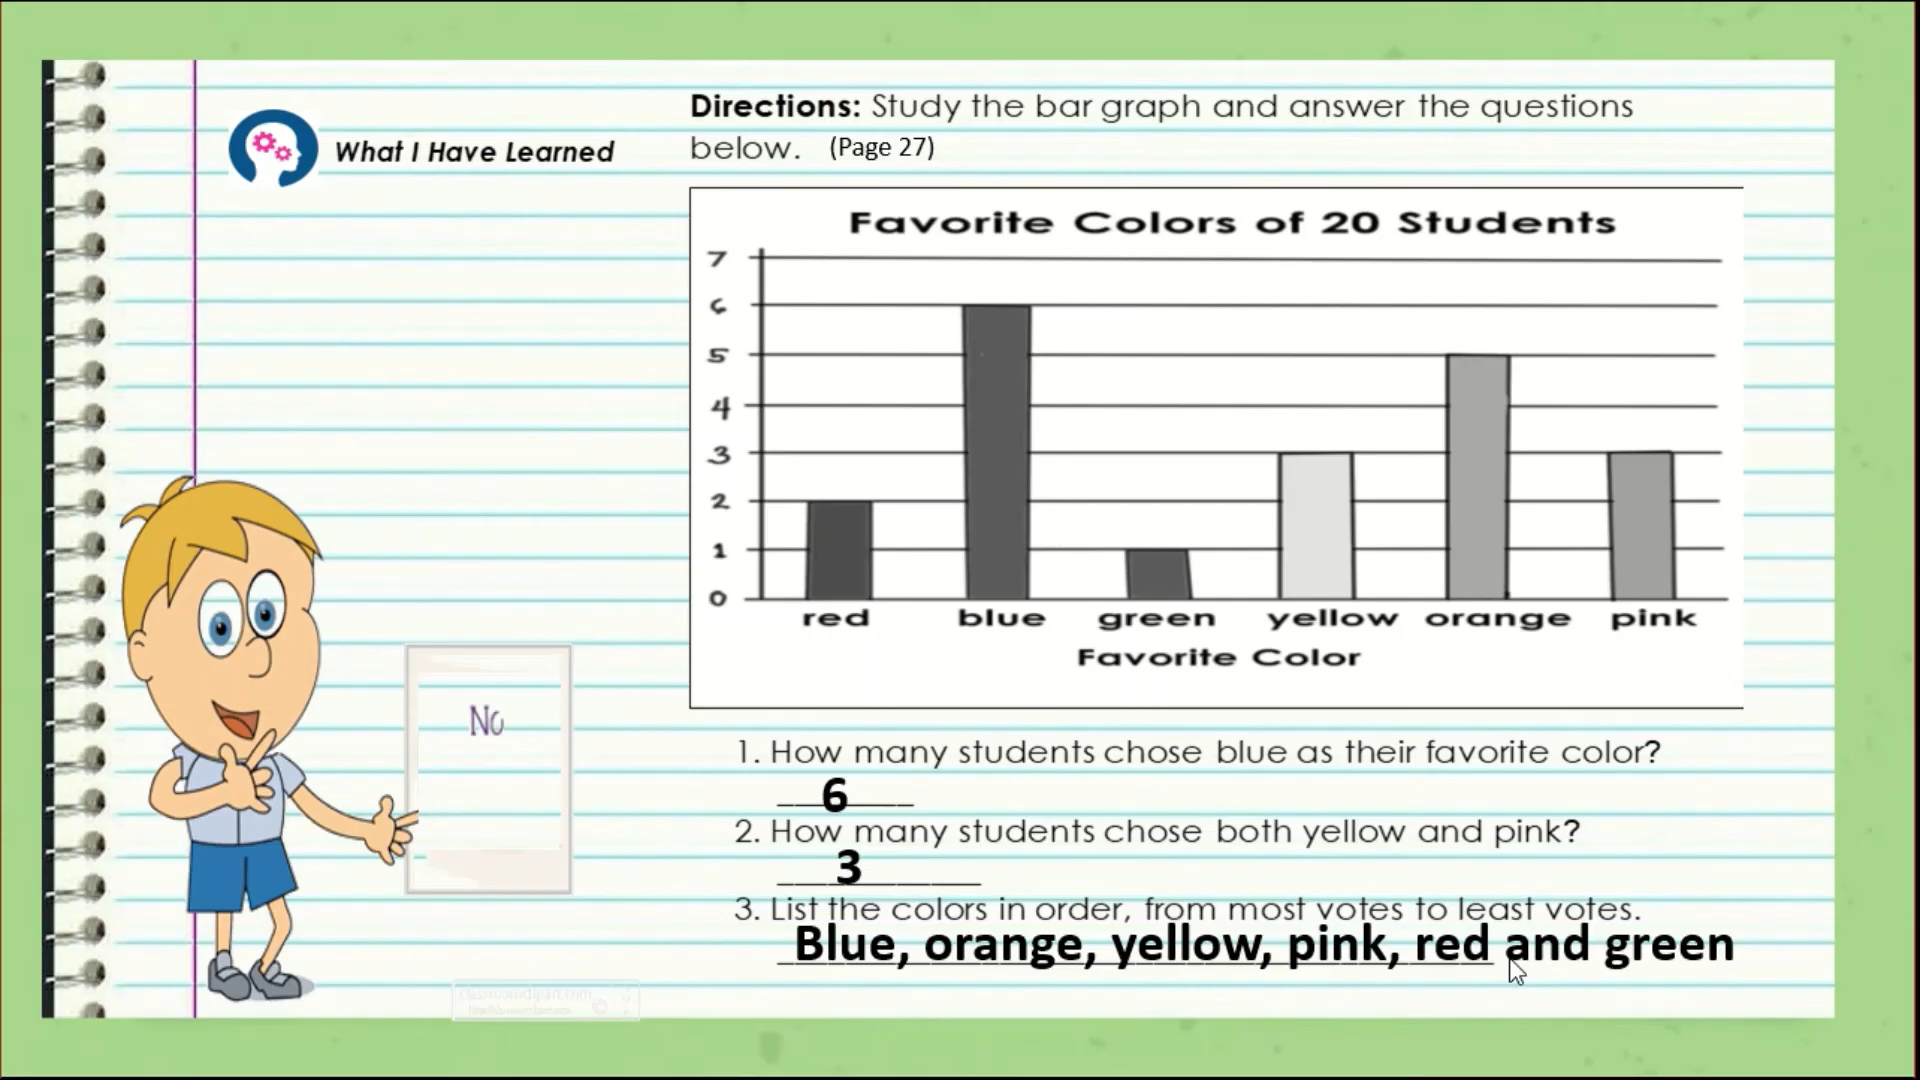 Directions: Study the bar graph and answer the questions
below. (Page 27)
What I Have Learned
Favorite Colors of 20 Students
7
6
5
4
3
2
1
0
red blue green yellow orange pink
Favorite Color
No
1. How many students chose blue as their favorite color?
6
2. How many students chose both yellow and pink?
3
3. List the colors in order, from most votes to least votes.
Blue, orange, yellow, pink, red and green